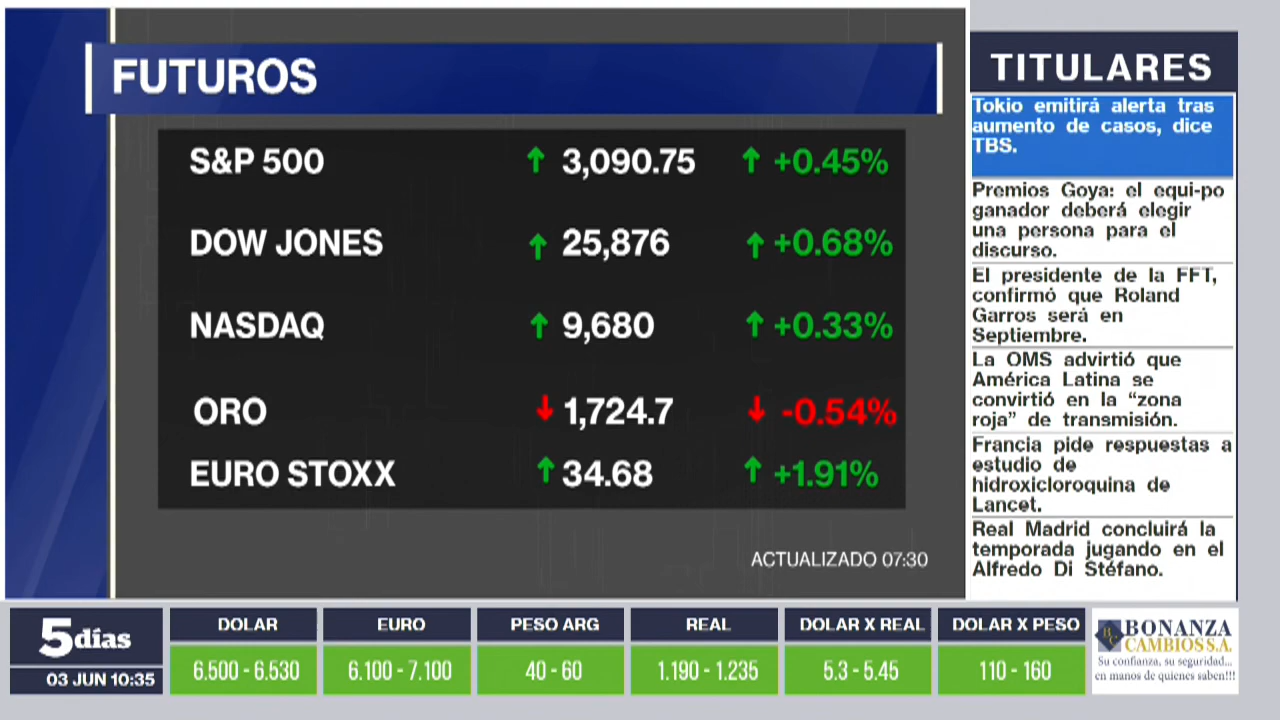 FUTUROS
S&P 500 ↑ 3,090.75 ↑ +0.45%
DOW JONES ↑ 25,876 ↑ +0.68%
NASDAQ ↑ 9,680 ↑ +0.33%
ORO ↓ 1,724.7 ↓ -0.54%
EURO STOXX ↑ 34.68 ↑ +1.91%
ACTUALIZADO 07:30
TITULARES
Tokio emitirá alerta tras
aumento de casos, dice
TBS.
Premios Goya: el equi-po
ganador deberá elegir
una persona para el
discurso.
El presidente de la FFT,
confirmó que Roland
Garros será en
Septiembre.
La OMS advirtió que
América Latina se
convirtió en la “zona
roja” de transmisión.
Francia pide respuestas a
estudio de
hidroxicloroquina de
Lancet.
Real Madrid concluirá la
temporada jugando en el
Alfredo Di Stéfano.
5días
03 JUN 10:35
DOLAR
6.500 - 6.530
EURO
6.100 - 7.100
PESO ARG
40 - 60
REAL
1.190 - 1.235
DOLAR X REAL
5.3 - 5.45
DOLAR X PESO
110 - 160
BONANZA
CAMBIOS S.A.
Su confianza, su seguridad...
en manos de quienes saben!!!